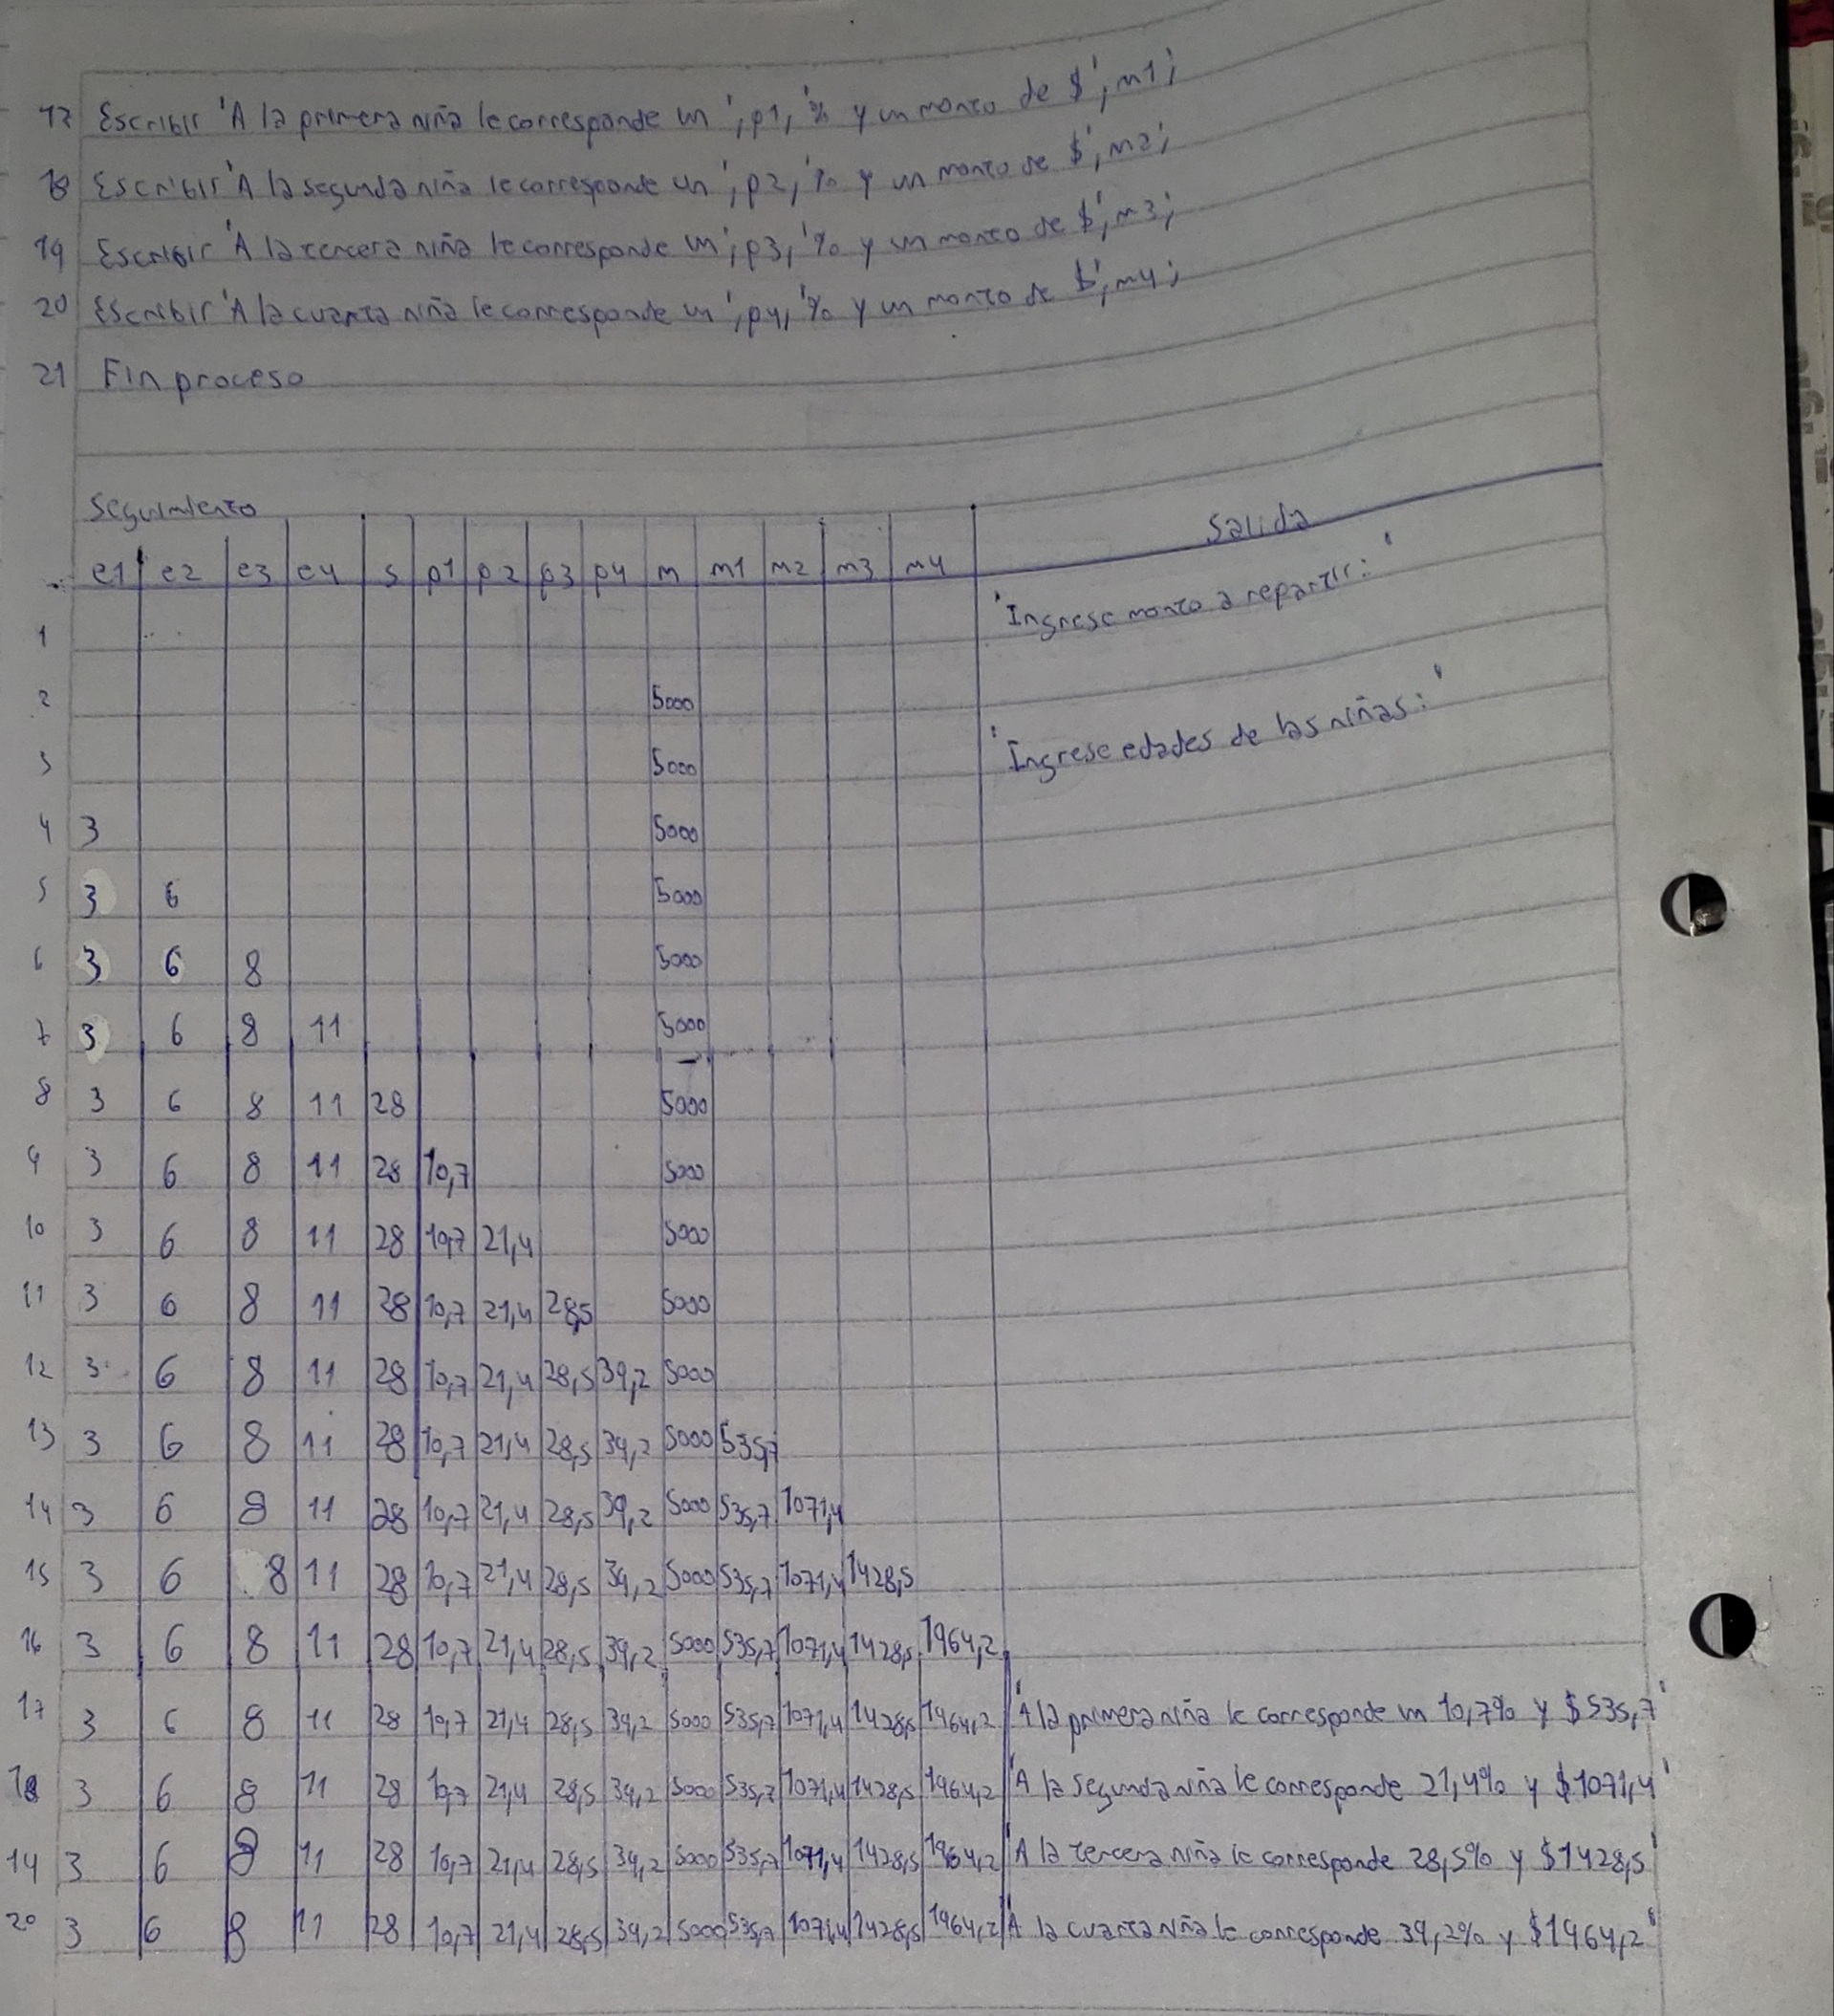 17 Escribir 'A la primera niña le corresponde un ', p1, '% y un monto de $', m1;
18 Escribir 'A la segunda niña le corresponde un ', p2, '% y un monto de $', m2;
19 Escribir 'A la tercera niña le corresponde un ', p3, '% y un monto de $', m3;
20 Escribir 'A la cuarta niña le corresponde un ', p4, '% y un monto de $', m4;
21 Fin proceso
Seguimiento
e1 e2 e3 e4 s p1 p2 p3 p4 m m1 m2 m3 m4 Salida
1 'Ingrese monto a repartir: '
2 5000
3 5000 'Ingrese edades de las niñas: '
4 3 5000
5 3 6 5000
6 3 6 8 5000
7 3 6 8 11 5000
8 3 6 8 11 28 5000
9 3 6 8 11 28 10,7 5000
10 3 6 8 11 28 10,7 21,4 5000
11 3 6 8 11 28 10,7 21,4 28,5 5000
12 3 6 8 11 28 10,7 21,4 28,5 39,2 5000
13 3 6 8 11 28 10,7 21,4 28,5 39,2 5000 535,7
14 3 6 8 11 28 10,7 21,4 28,5 39,2 5000 535,7 1071,4
15 3 6 8 11 28 10,7 21,4 28,5 39,2 5000 535,7 1071,4 1428,5
16 3 6 8 11 28 10,7 21,4 28,5 39,2 5000 535,7 1071,4 1428,5 1964,2
17 3 6 8 11 28 10,7 21,4 28,5 39,2 5000 535,7 1071,4 1428,5 1964,2 'A la primera niña le corresponde un 10,7% y $535,7'
18 3 6 8 11 28 10,7 21,4 28,5 39,2 5000 535,7 1071,4 1428,5 1964,2 'A la segunda niña le corresponde 21,4% y $1071,4'
19 3 6 8 11 28 10,7 21,4 28,5 39,2 5000 535,7 1071,4 1428,5 1964,2 'A la tercera niña le corresponde 28,5% y $1428,5'
20 3 6 8 11 28 10,7 21,4 28,5 39,2 5000 535,7 1071,4 1428,5 1964,2 'A la cuarta niña le corresponde 39,2% y $1964,2'